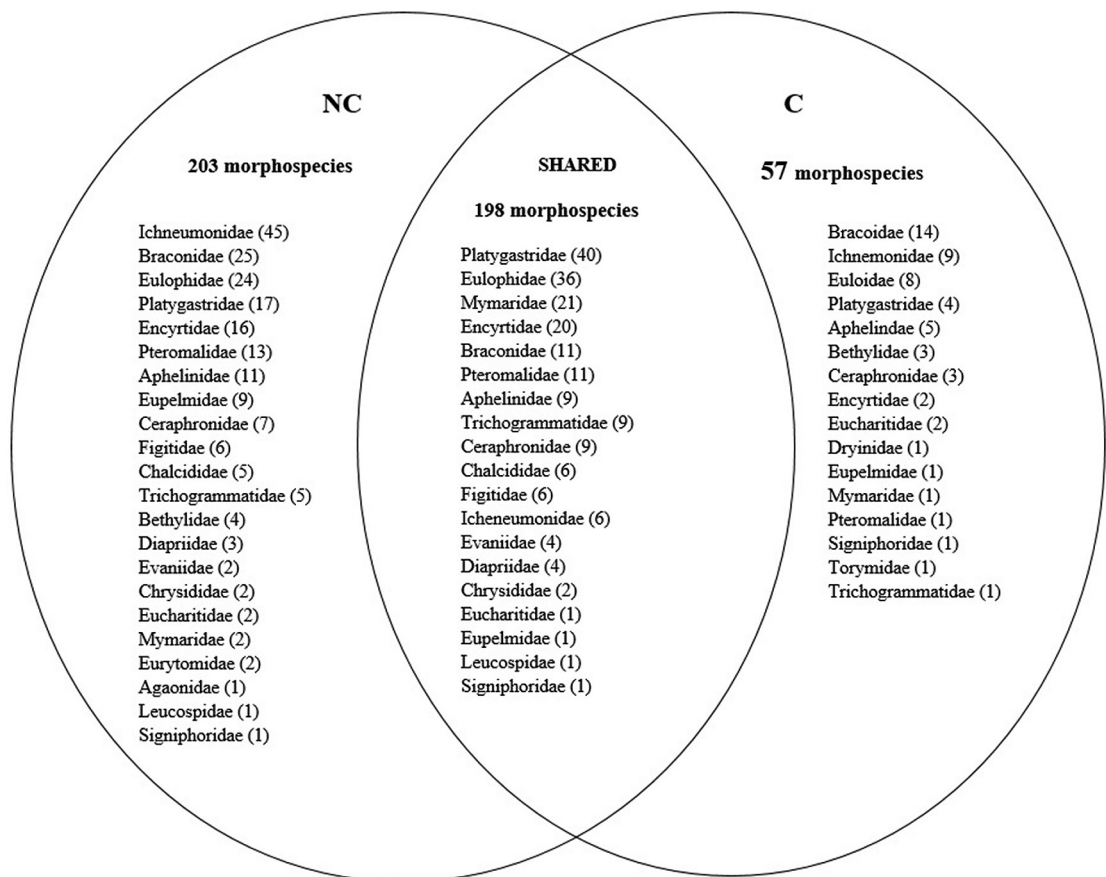 NC
203 morphospecies
Ichneumonidae (45)
Braconidae (25)
Eulophidae (24)
Platygastridae (17)
Encyrtidae (16)
Pteromalidae (13)
Aphelinidae (11)
Eupelmidae (9)
Ceraphronidae (7)
Figitidae (6)
Chalcididae (5)
Trichogrammatidae (5)
Bethylidae (4)
Diapriidae (3)
Evaniidae (2)
Chrysididae (2)
Eucharitidae (2)
Mymaridae (2)
Eurytomidae (2)
Agaonidae (1)
Leucospidae (1)
Signiphoridae (1)
SHARED
198 morphospecies
Platygastridae (40)
Eulophidae (36)
Mymaridae (21)
Encyrtidae (20)
Braconidae (11)
Pteromalidae (11)
Aphelinidae (9)
Trichogrammatidae (9)
Ceraphronidae (9)
Chalcididae (6)
Figitidae (6)
Icheneumonidae (6)
Evaniidae (4)
Diapriidae (4)
Chrysididae (2)
Eucharitidae (1)
Eupelmidae (1)
Leucospidae (1)
Signiphoridae (1)
C
57 morphospecies
Bracoidae (14)
Ichnemonidae (9)
Euloidae (8)
Platygastridae (4)
Aphelindae (5)
Bethylidae (3)
Ceraphronidae (3)
Encyrtidae (2)
Eucharitidae (2)
Dryinidae (1)
Eupelmidae (1)
Mymaridae (1)
Pteromalidae (1)
Signiphoridae (1)
Torymidae (1)
Trichogrammatidae (1)